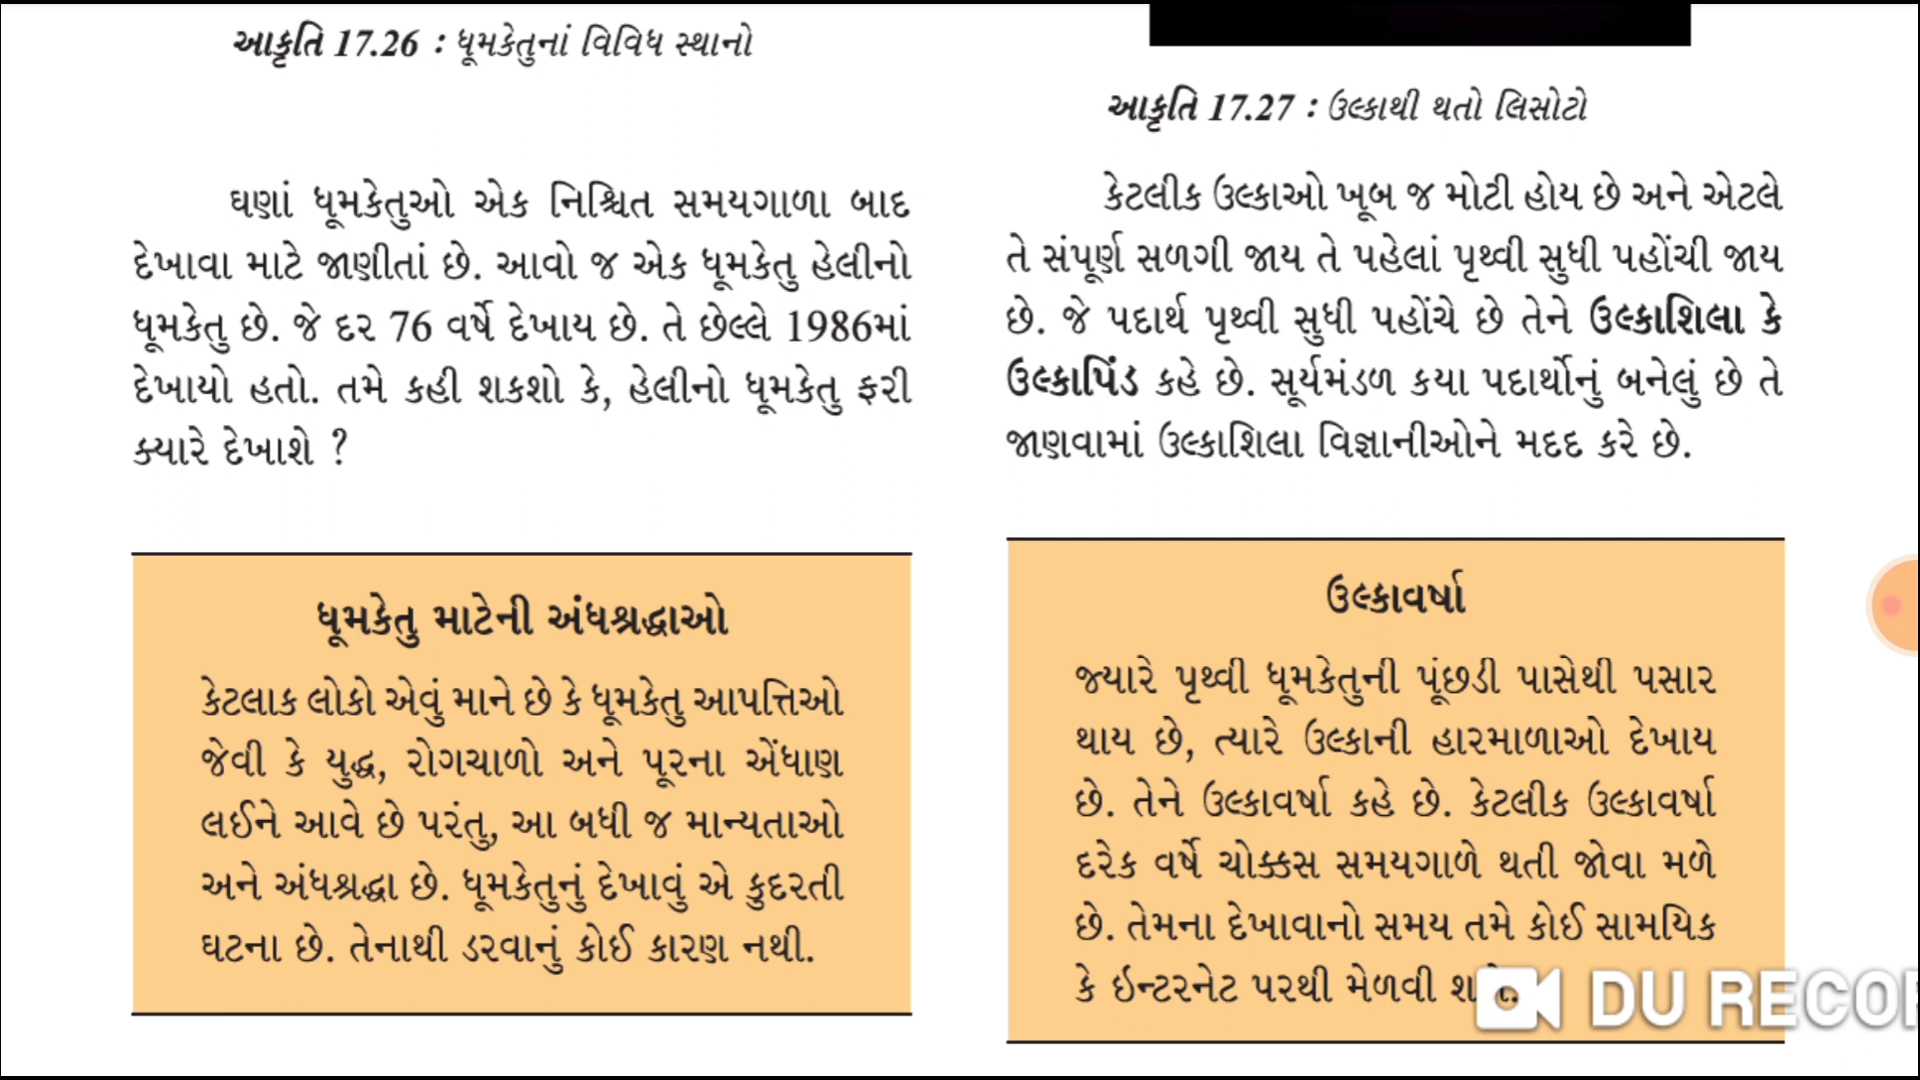 આકૃતિ 17.26 : ધૂમકેતુનાં વિવિધ સ્થાનો
ઘણાં ધૂમકેતુઓ એક નિશ્ચિત સમયગાળા બાદ
દેખાવા માટે જાણીતાં છે. આવો જ એક ધૂમકેતુ હેલીનો
ધૂમકેતુ છે. જે દર 76 વર્ષે દેખાય છે. તે છેલ્લે 1986માં
દેખાયો હતો. તમે કહી શકશો કે, હેલીનો ધૂમકેતુ ફરી
ક્યારે દેખાશે ?
ધૂમકેતુ માટેની અંધશ્રદ્ધાઓ
કેટલાક લોકો એવું માને છે કે ધૂમકેતુ આપત્તિઓ
જેવી કે યુદ્ધ, રોગચાળો અને પૂરના એંધાણ
લઈને આવે છે પરંતુ, આ બધી જ માન્યતાઓ
અને અંધશ્રદ્ધા છે. ધૂમકેતુનું દેખાવું એ કુદરતી
ઘટના છે. તેનાથી ડરવાનું કોઈ કારણ નથી.
આકૃતિ 17.27 : ઉલ્કાથી થતો લિસોટો
કેટલીક ઉલ્કાઓ ખૂબ જ મોટી હોય છે અને એટલે
તે સંપૂર્ણ સળગી જાય તે પહેલાં પૃથ્વી સુધી પહોંચી જાય
છે. જે પદાર્થ પૃથ્વી સુધી પહોંચે છે તેને ઉલ્કાશિલા કે
ઉલ્કાપિંડ કહે છે. સૂર્યમંડળ કયા પદાર્થોનું બનેલું છે તે
જાણવામાં ઉલ્કાશિલા વિજ્ઞાનીઓને મદદ કરે છે.
ઉલ્કાવર્ષા
જ્યારે પૃથ્વી ધૂમકેતુની પૂંછડી પાસેથી પસાર
થાય છે, ત્યારે ઉલ્કાની હારમાળાઓ દેખાય
છે. તેને ઉલ્કાવર્ષા કહે છે. કેટલીક ઉલ્કાવર્ષા
દરેક વર્ષે ચોક્કસ સમયગાળે થતી જોવા મળે
છે. તેમના દેખાવાનો સમય તમે કોઈ સામયિક
કે ઇન્ટરનેટ પરથી મેળવી
DU RECOR